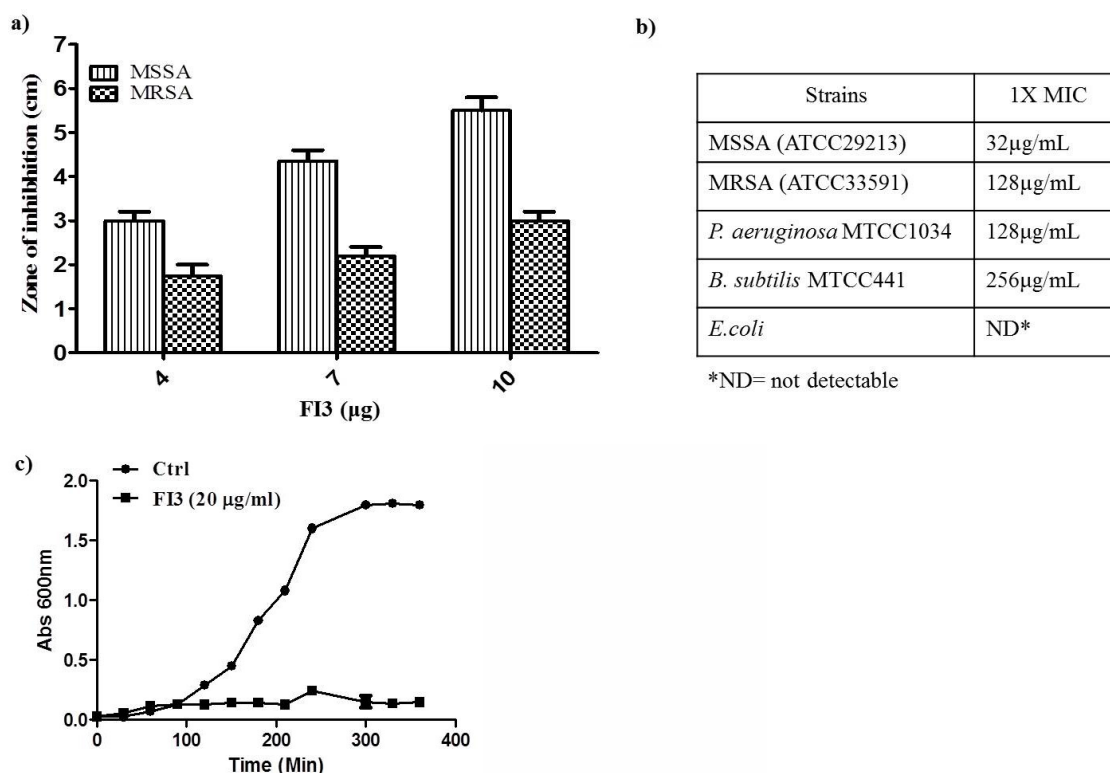 a)
Zone of inhibhition (cm)
7
6
5
4
3
2
1
0
MSSA
MRSA
4
7
10
FI3 (µg)
b)
Strains 1X MIC
MSSA (ATCC29213) 32µg/mL
MRSA (ATCC33591) 128µg/mL
P. aeruginosa MTCC1034 128µg/mL
B. subtilis MTCC441 256µg/mL
E.coli ND*
*ND= not detectable
c)
Ctrl
FI3 (20 µg/ml)
Abs 600nm
2.0
1.5
1.0
0.5
0.0
0 100 200 300 400
Time (Min)